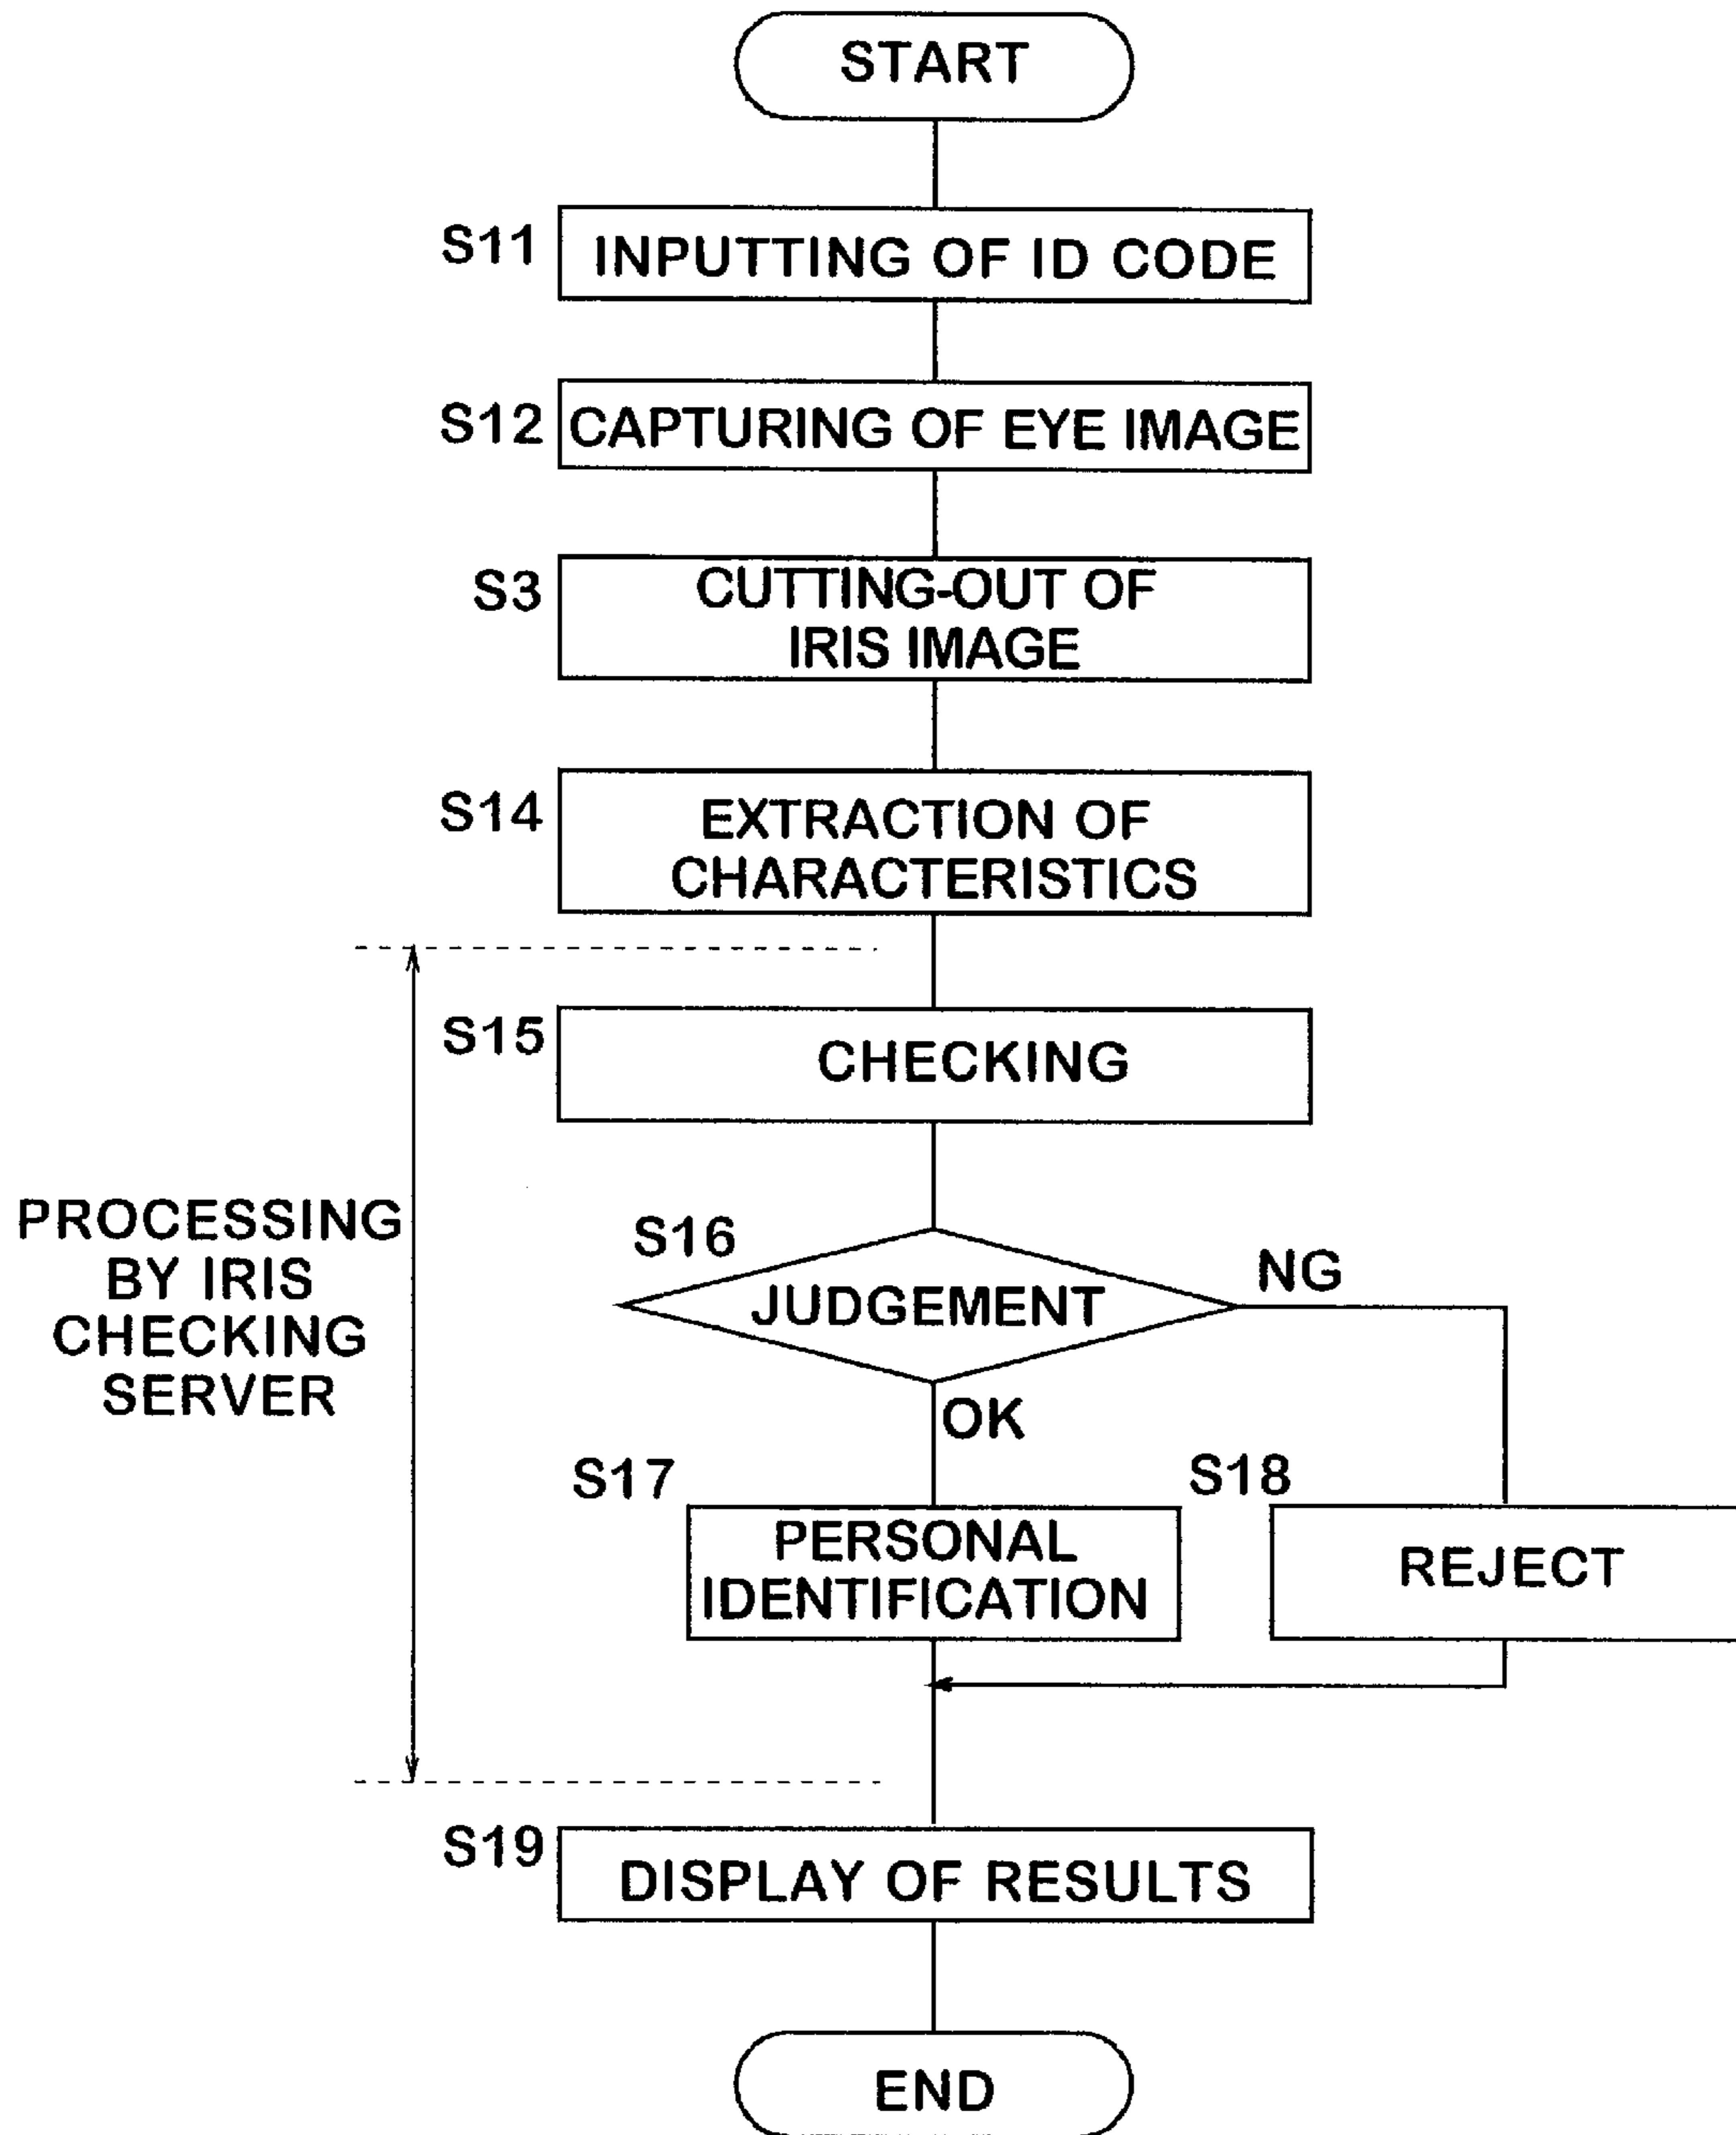 START
S11
INPUTTING OF ID CODE
S12
CAPTURING OF EYE IMAGE
S3
CUTTING-OUT OF
IRIS IMAGE
S14
EXTRACTION OF
CHARACTERISTICS
S15
CHECKING
PROCESSING
BY IRIS
CHECKING
SERVER
S16
JUDGEMENT
NG
OK
S17
PERSONAL
IDENTIFICATION
S18
REJECT
S19
DISPLAY OF RESULTS
END